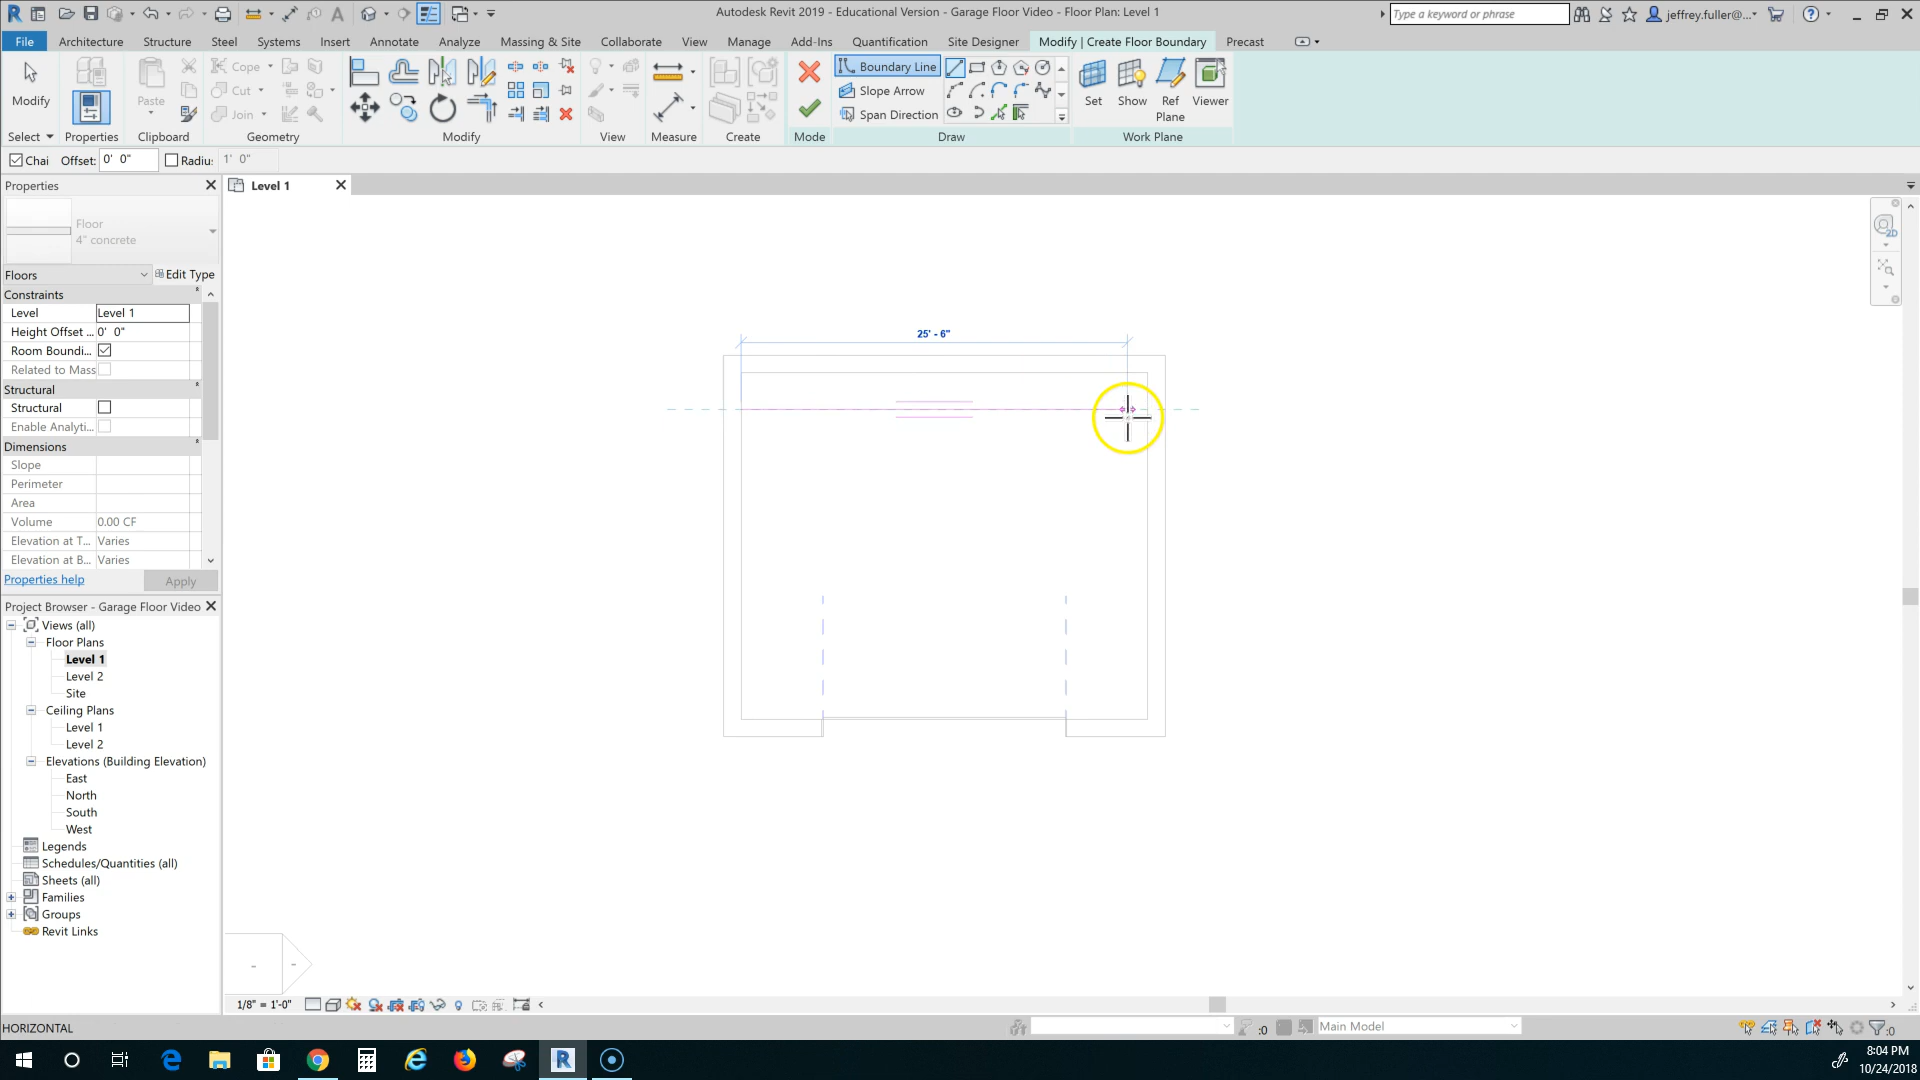 Autodesk Revit 2019 - Educational Version - Garage Floor Video - Floor Plan: Level 1
Type a keyword or phrase
jeffrey.fuller@...
File Architecture Structure Steel Systems Insert Annotate Analyze Massing & Site Collaborate View Manage Add-Ins Quantification Site Designer Modify | Create Floor Boundary Precast
Modify
Paste
Cope
Cut
Join
Boundary Line
Slope Arrow
Span Direction
Set Show Ref Plane Viewer
Select Properties Clipboard Geometry Modify View Measure Create Mode Draw Work Plane
Chai Offset: 0' 0" Radiu: 1' 0"
Properties
Level 1
Floor
4" concrete
Floors
Edit Type
Constraints
Level Level 1
Height Offset ... 0' 0"
Room Boundi...
Related to Mass
Structural
Structural
Enable Analyti...
Dimensions
Slope
Perimeter
Area
Volume 0.00 CF
Elevation at T... Varies
Elevation at B... Varies
Properties help
Apply
Project Browser - Garage Floor Video
Views (all)
Floor Plans
Level 1
Level 2
Site
Ceiling Plans
Level 1
Level 2
Elevations (Building Elevation)
East
North
South
West
Legends
Schedules/Quantities (all)
Sheets (all)
Families
Groups
Revit Links
25' - 6"
2D
1/8" = 1'-0"
HORIZONTAL
:0
Main Model
:0
8:04 PM
10/24/2018